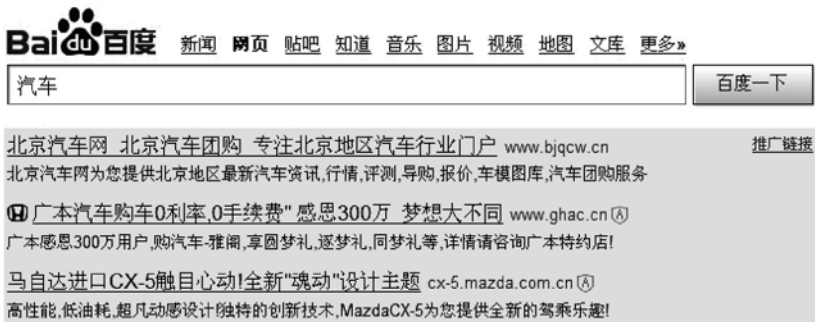 Bai du 百度 新闻 网页 贴吧 知道 音乐 图片 视频 地图 文库 更多»
汽车 百度一下
北京汽车网 北京汽车团购 专注北京地区汽车行业门户 www.bjqcw.cn 推广链接
北京汽车网为您提供北京地区最新汽车资讯,行情,评测,导购,报价,车模图库,汽车团购服务
广本汽车购车0利率,0手续费" 感恩300万 梦想大不同 www.ghac.cn
广本感恩300万用户,购汽车-雅阁,享圆梦礼,逐梦礼,同梦礼等,详情请咨询广本特约店!
马自达进口CX-5触目心动!全新"魂动"设计主题 cx-5.mazda.com.cn
高性能,低油耗,超凡动感设计!独特的创新技术,MazdaCX-5为您提供全新的驾乘乐趣!